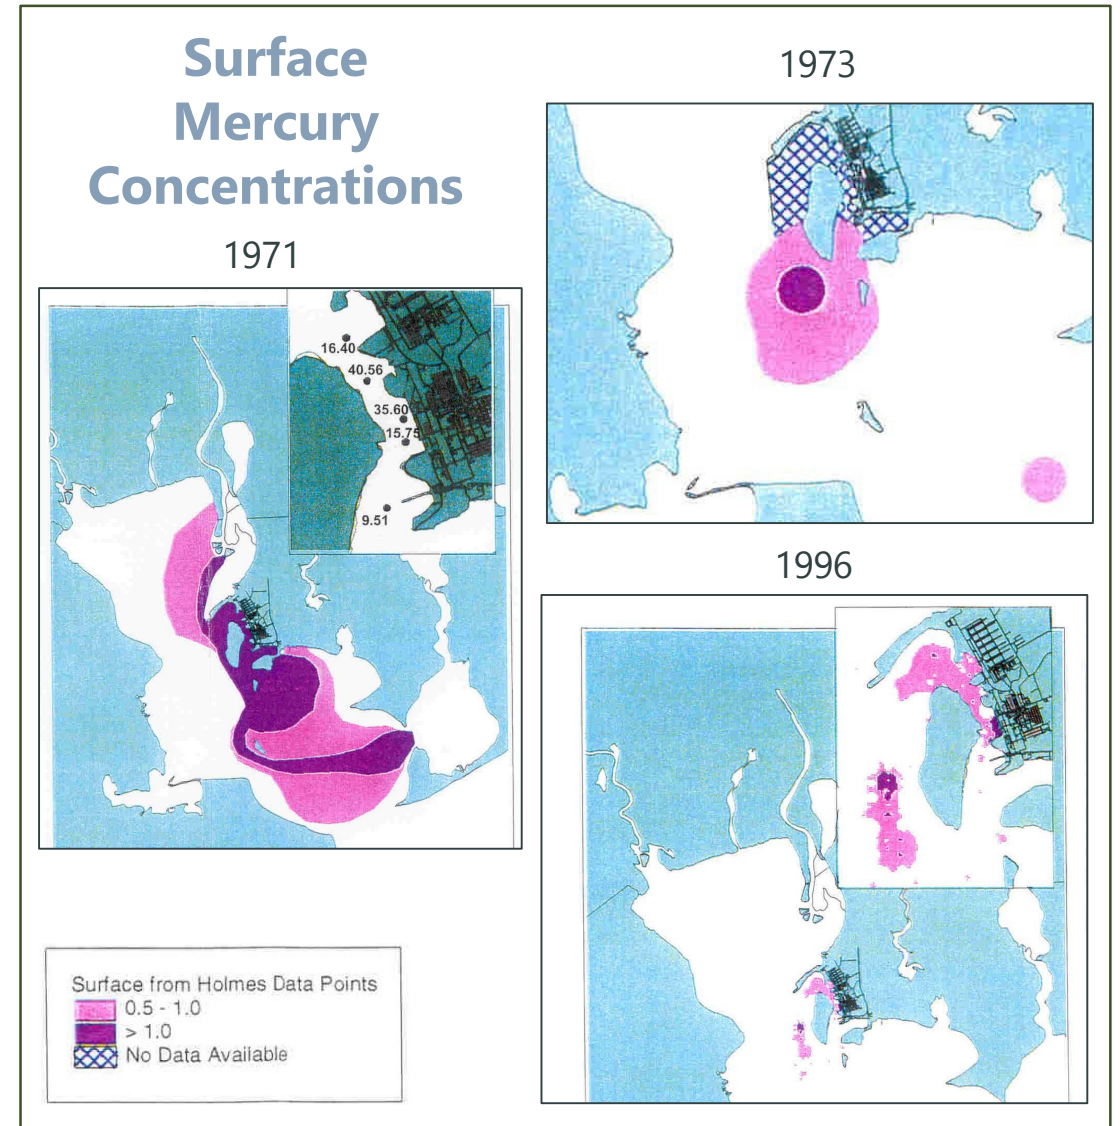 Surface
Mercury
Concentrations
1971
16.40
40.56
35.60
15.75
9.51
1973
1996
Surface from Holmes Data Points
0.5 - 1.0
> 1.0
No Data Available